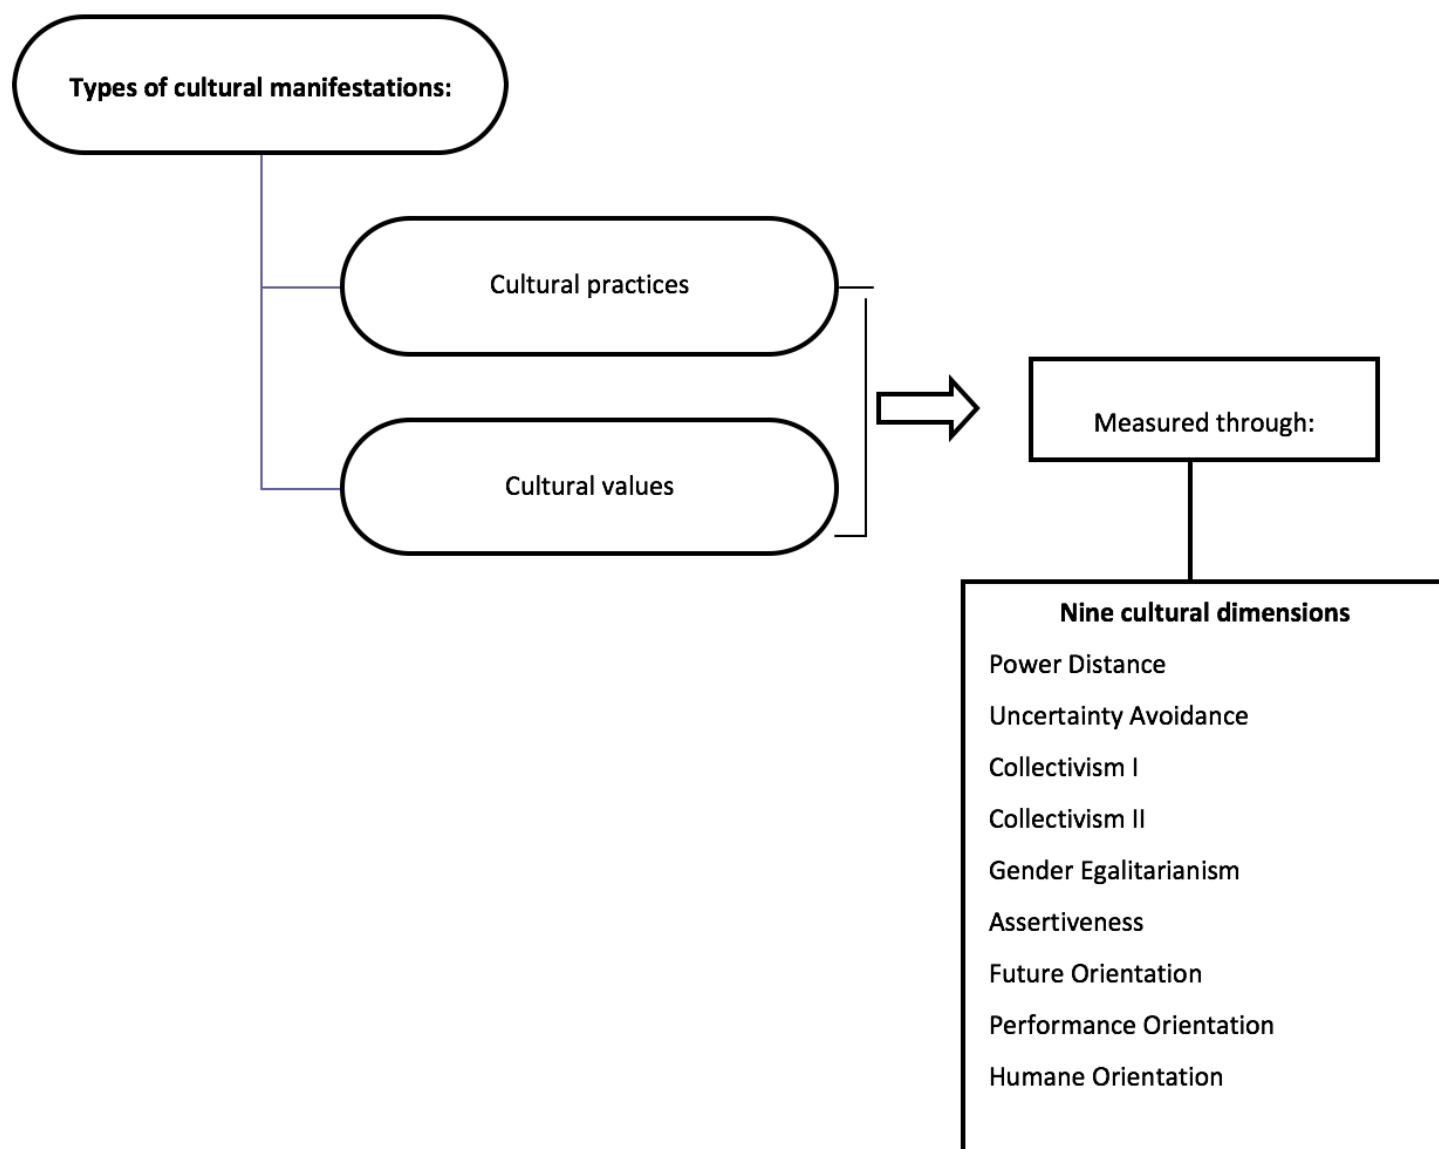 Types of cultural manifestations:
Cultural practices
Cultural values
Measured through:
Nine cultural dimensions
Power Distance
Uncertainty Avoidance
Collectivism I
Collectivism II
Gender Egalitarianism
Assertiveness
Future Orientation
Performance Orientation
Humane Orientation